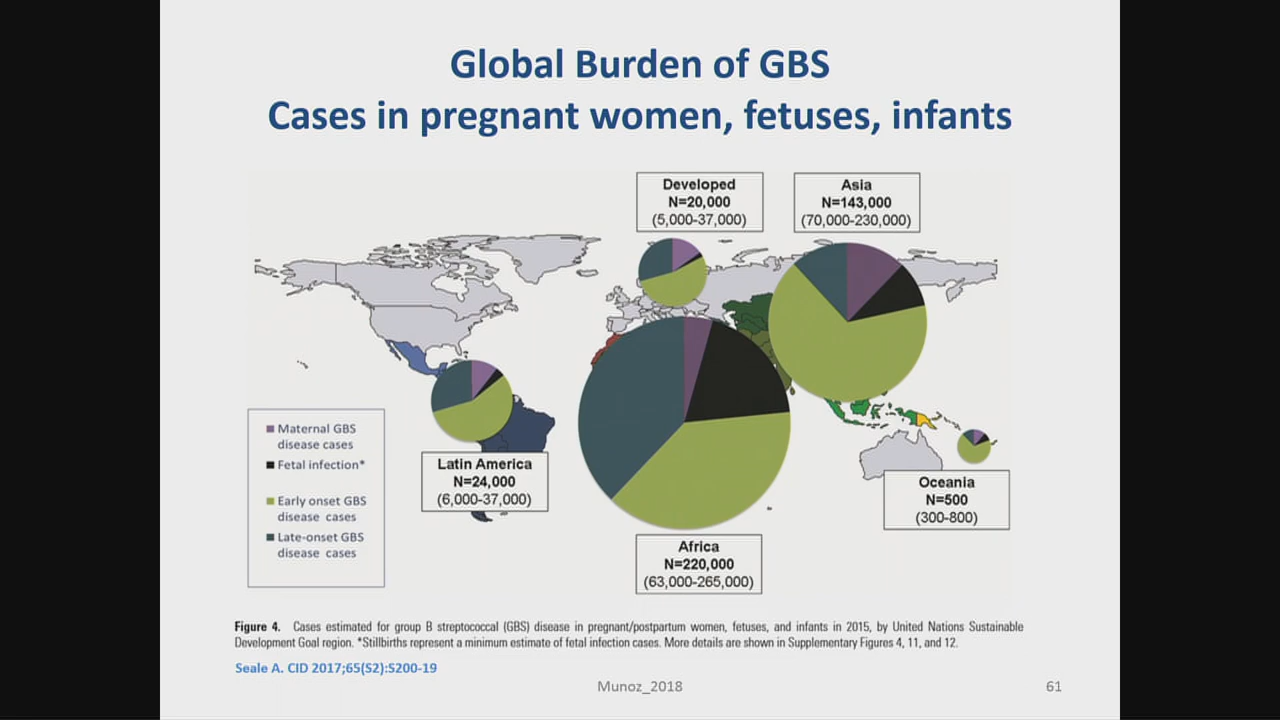 Global Burden of GBS
Cases in pregnant women, fetuses, infants
Developed
N=20,000
(5,000-37,000)
Asia
N=143,000
(70,000-230,000)
Maternal GBS
disease cases
Fetal infection*
Early onset GBS
disease cases
Late-onset GBS
disease cases
Latin America
N=24,000
(6,000-37,000)
Oceania
N=500
(300-800)
Africa
N=220,000
(63,000-265,000)
Figure 4. Cases estimated for group B streptococcal (GBS) disease in pregnant/postpartum women, fetuses, and infants in 2015, by United Nations Sustainable
Development Goal region. *Stillbirths represent a minimum estimate of fetal infection cases. More details are shown in Supplementary Figures 4, 11, and 12.
Seale A. CID 2017;65(S2):S200-19
Munoz_2018
61